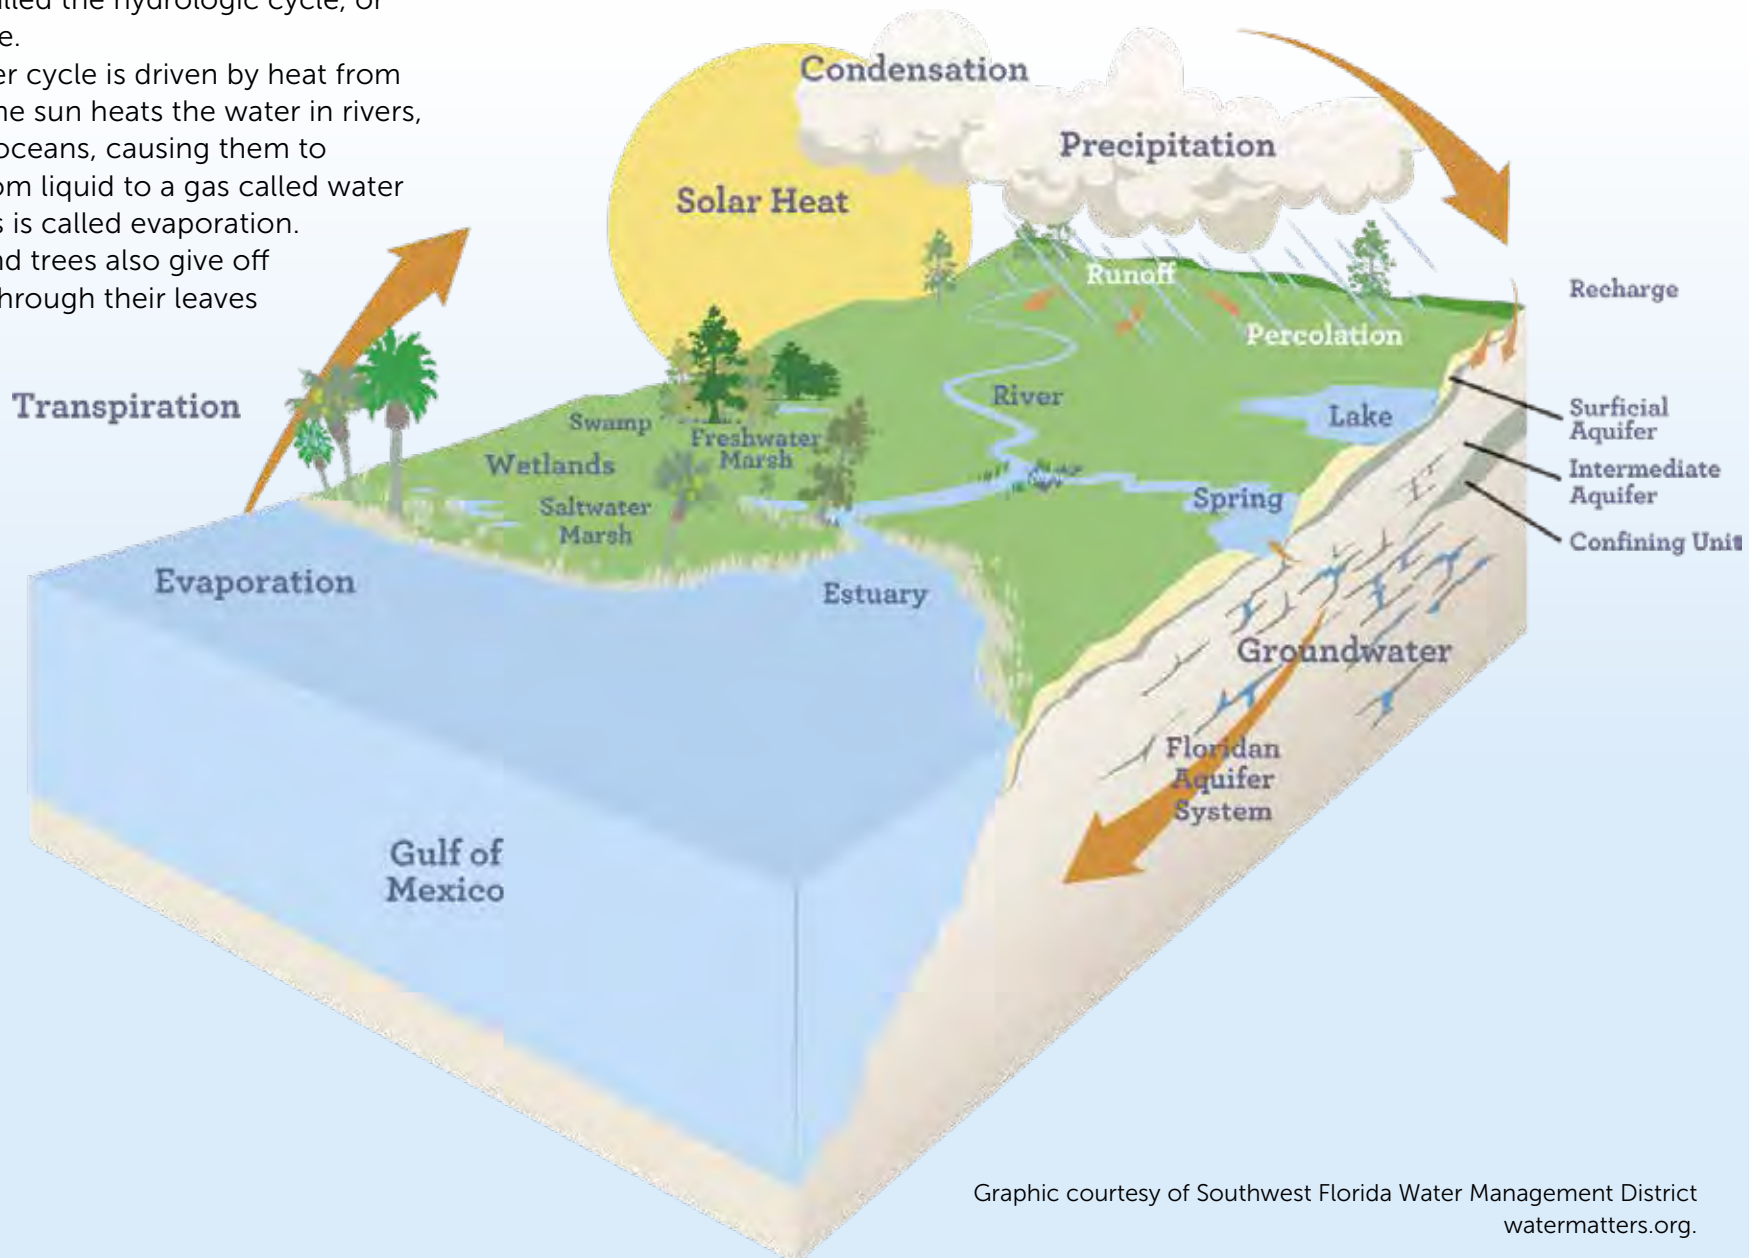 alled the hydrologic cycle, or
e.
er cycle is driven by heat from
he sun heats the water in rivers,
oceans, causing them to
om liquid to a gas called water
s is called evaporation.
nd trees also give off
hrough their leaves
Condensation
Precipitation
Solar Heat
Runoff
Recharge
Percolation
Transpiration
River
Lake
Surficial
Aquifer
Swamp
Freshwater
Marsh
Wetlands
Intermediate
Aquifer
Spring
Saltwater
Marsh
Confining Unit
Evaporation
Estuary
Groundwater
Floridan
Aquifer
System
Gulf of
Mexico
Graphic courtesy of Southwest Florida Water Management District
watermatters.org.